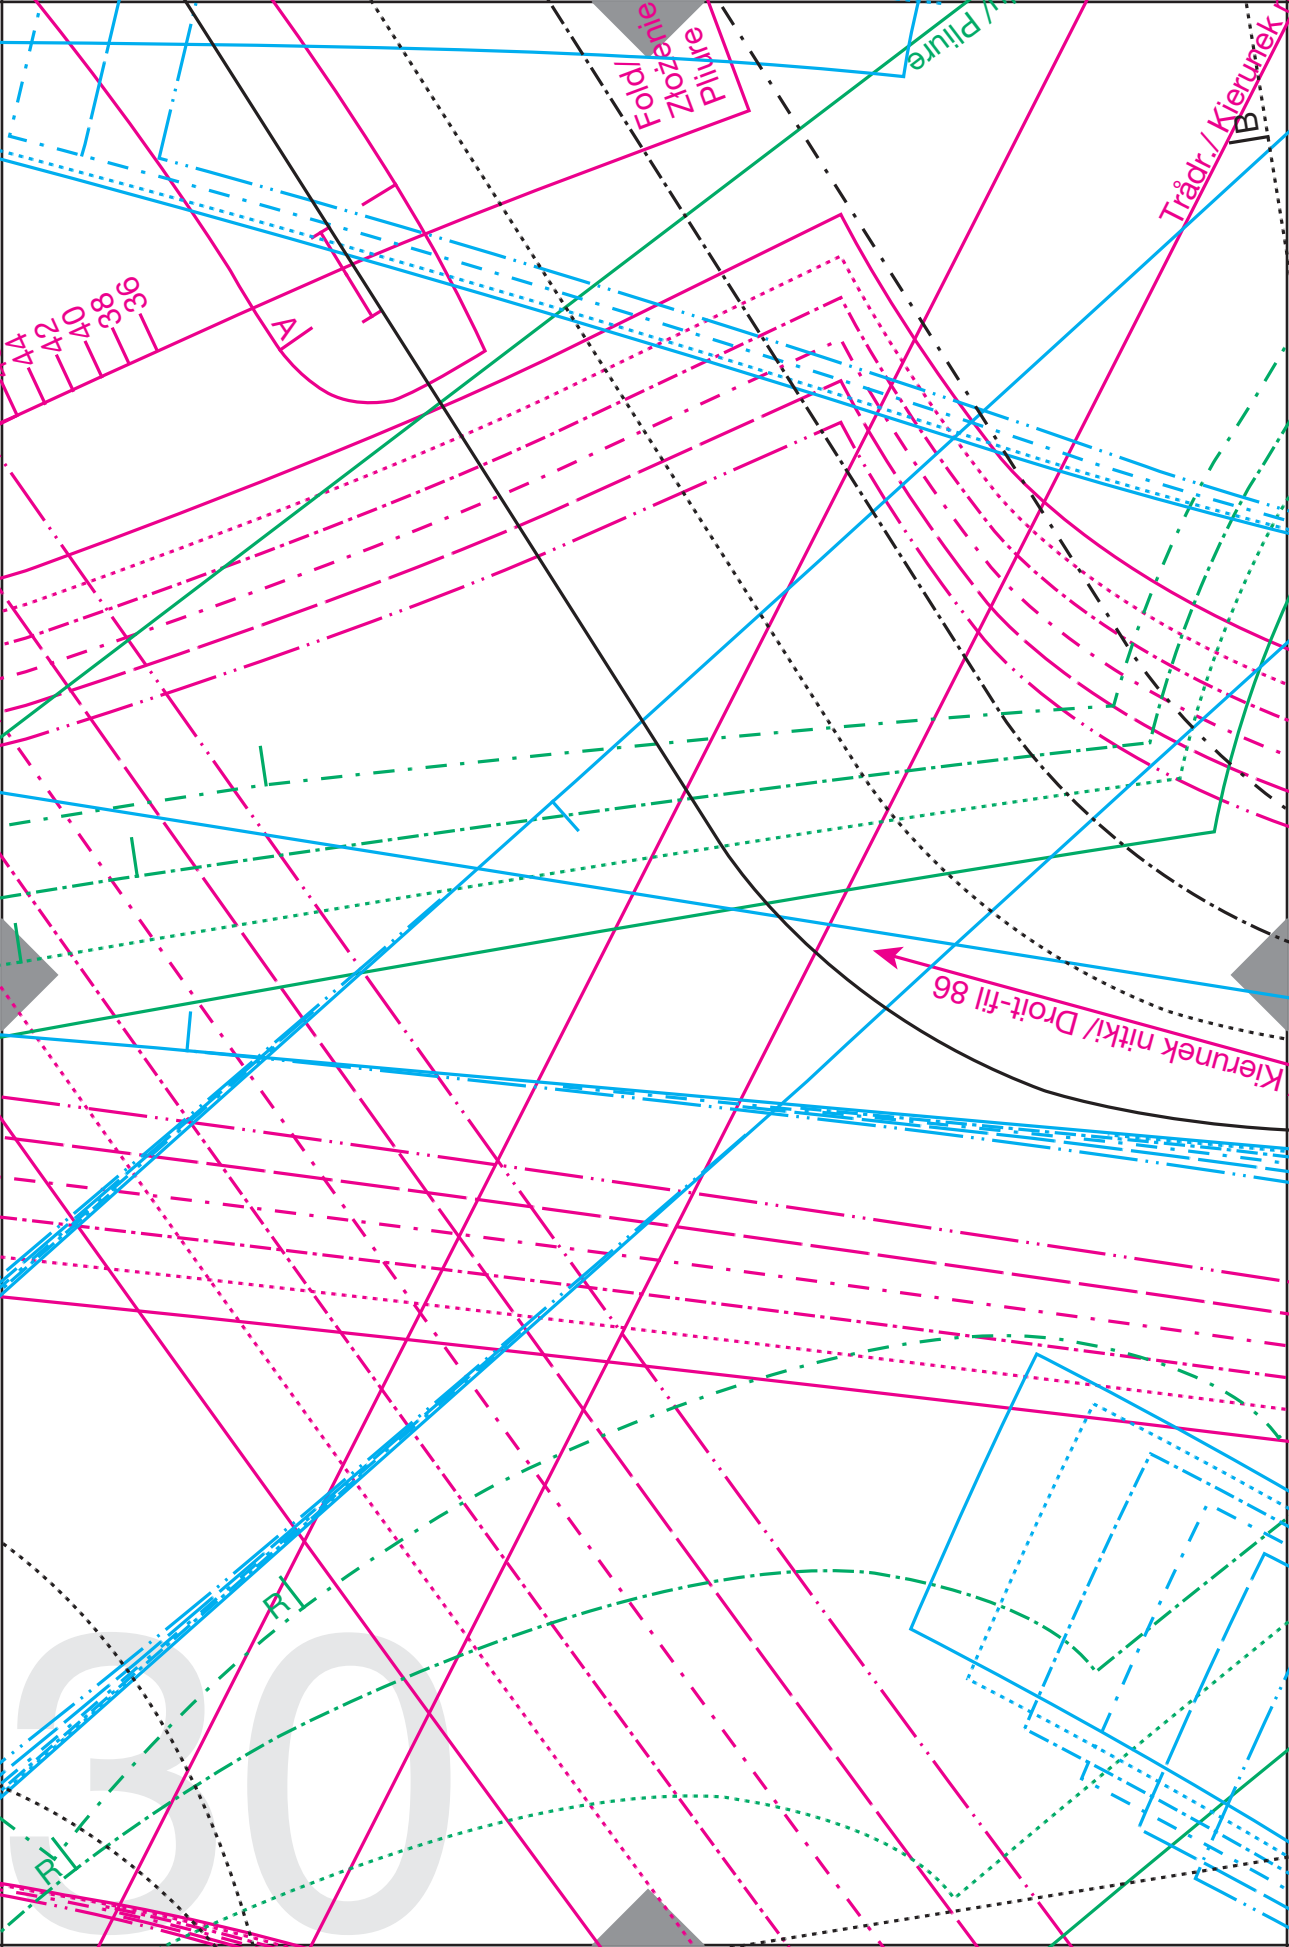 Fold/
Złożenie
Pliure
Pliure /
Trådr./ Kierunek
B
A
44
42
40
38
36
Kierunek nitki/ Droit-fil 86
R
R
30